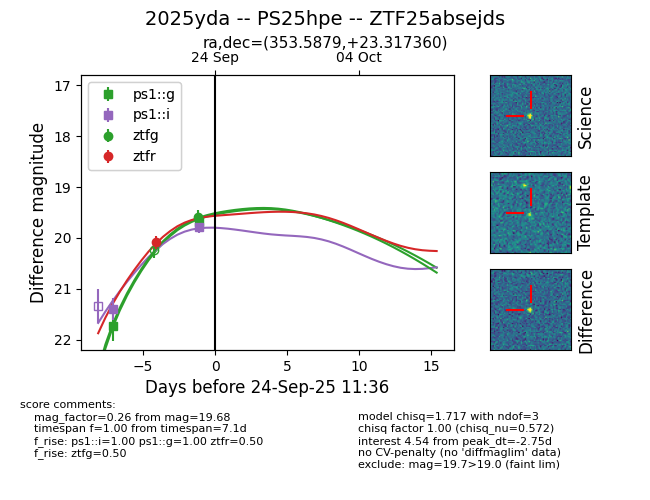 2025yda -- PS25hpe -- ZTF25absejds
ra,dec=(353.5879,+23.317360)
24 Sep
04 Oct
ps1::g
ps1::i
ztfg
ztfr
17
18
19
20
21
22
Difference magnitude
−5
0
5
10
15
Days before 24-Sep-25 11:36
Science
Template
Difference
score comments:
mag_factor=0.26 from mag=19.68
timespan f=1.00 from timespan=7.1d
f_rise: ps1::i=1.00 ps1::g=1.00 ztfr=0.50
f_rise: ztfg=0.50
model chisq=1.717 with ndof=3
chisq factor 1.00 (chisq_nu=0.572)
interest 4.54 from peak_dt=-2.75d
no CV-penalty (no 'diffmaglim' data)
exclude: mag=19.7>19.0 (faint lim)